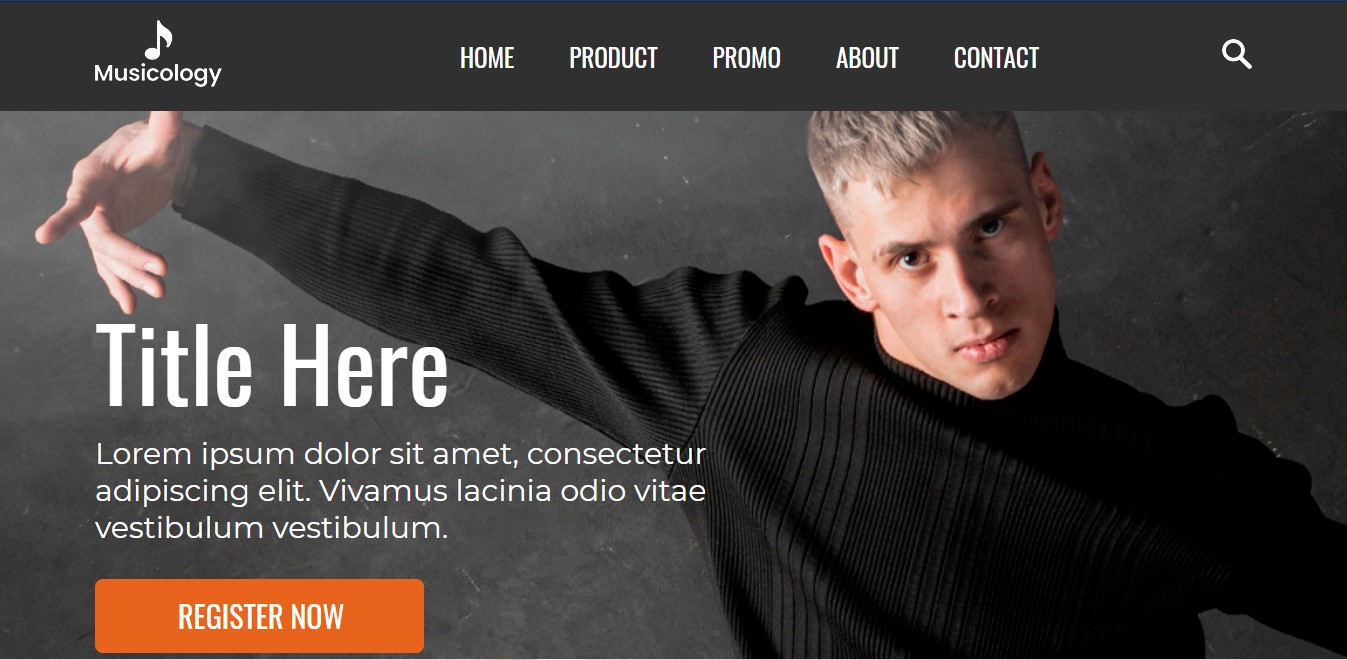 Musicology
HOME PRODUCT PROMO ABOUT CONTACT
Title Here
Lorem ipsum dolor sit amet, consectetur
adipiscing elit. Vivamus lacinia odio vitae
vestibulum vestibulum.
REGISTER NOW